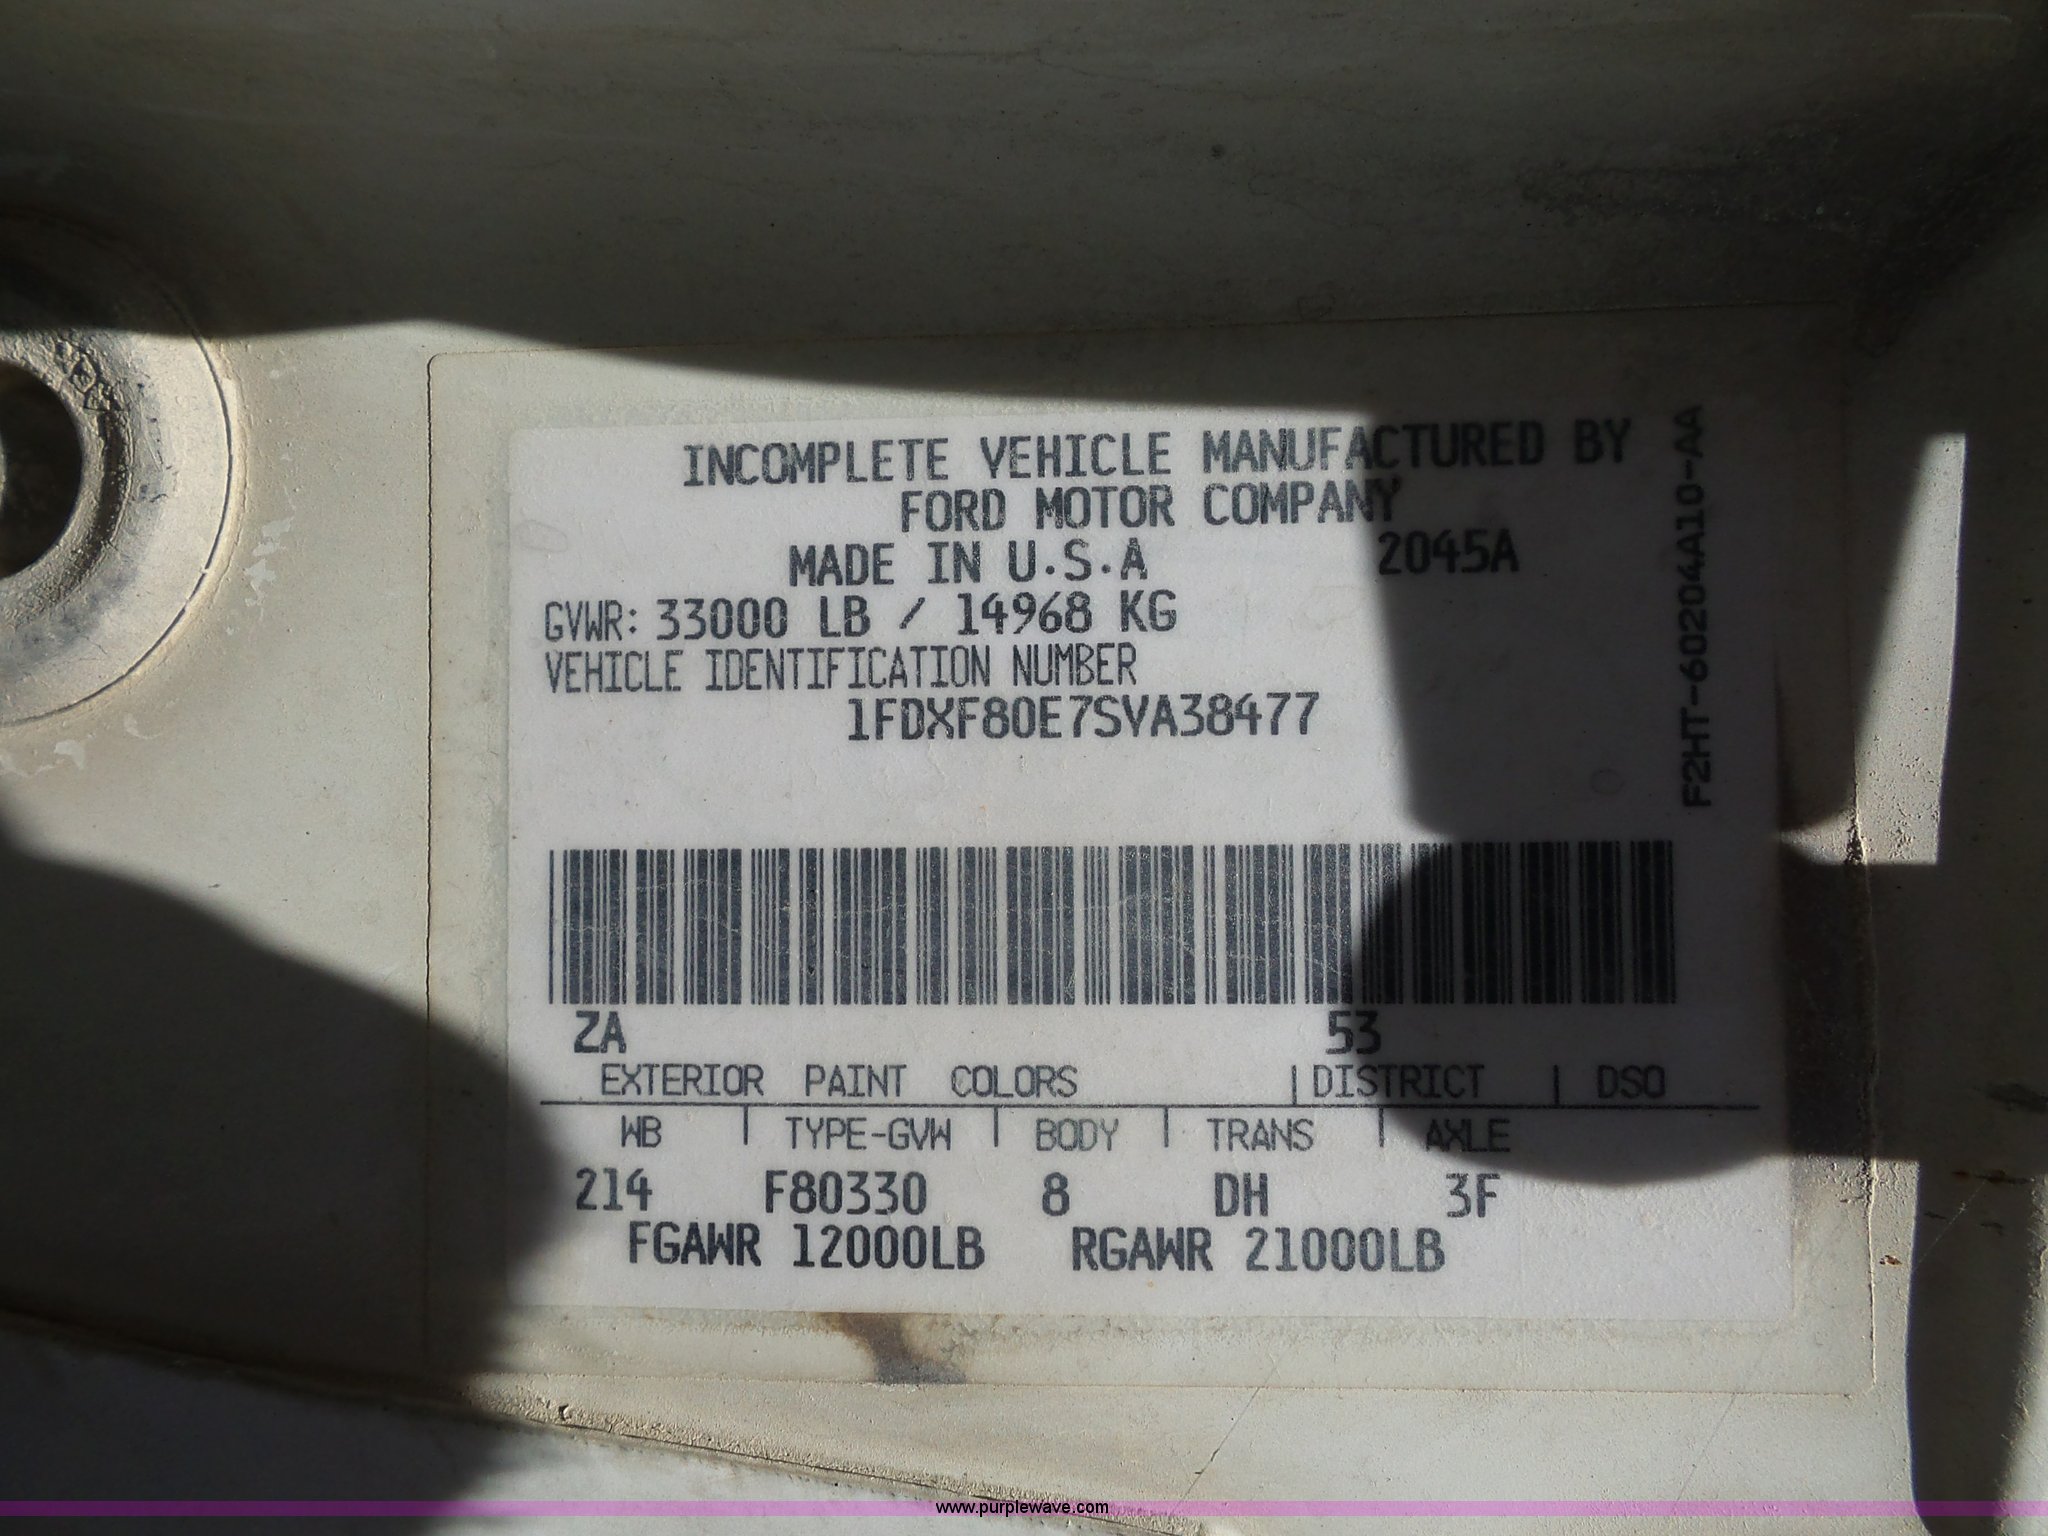 INCOMPLETE VEHICLE MANUFACTURED BY
FORD MOTOR COMPANY
MADE IN U.S.A 2045A
GVWR: 33000 LB / 14968 KG
VEHICLE IDENTIFICATION NUMBER
1FDXF80E7SVA38477
F2HT-60204A10-AA
ZA 53
EXTERIOR PAINT COLORS | DISTRICT | DSO
WB | TYPE-GVW | BODY | TRANS | AXLE
214 F80330 8 DH 3F
FGAWR 12000LB RGAWR 21000LB
www.purplewave.com